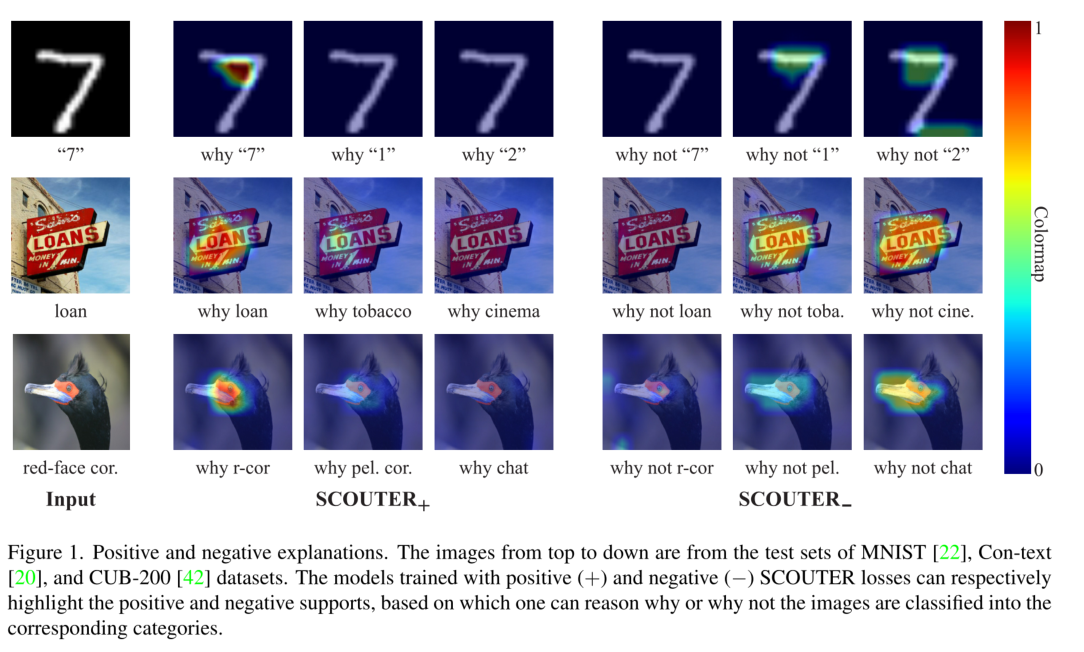 1
"7"
why "7"
why "1"
why "2"
why not "7"
why not "1"
why not "2"
Colormap
LOANS
MONEY
IN MIN.
loan
why loan
why tobacco
why cinema
why not loan
why not toba.
why not cine.
red-face cor.
why r-cor
why pel. cor.
why chat
why not r-cor
why not pel.
why not chat
0
Input
SCOUTER+
SCOUTER−
Figure 1. Positive and negative explanations. The images from top to down are from the test sets of MNIST [22], Con-text
[20], and CUB-200 [42] datasets. The models trained with positive (+) and negative (−) SCOUTER losses can respectively
highlight the positive and negative supports, based on which one can reason why or why not the images are classified into the
corresponding categories.